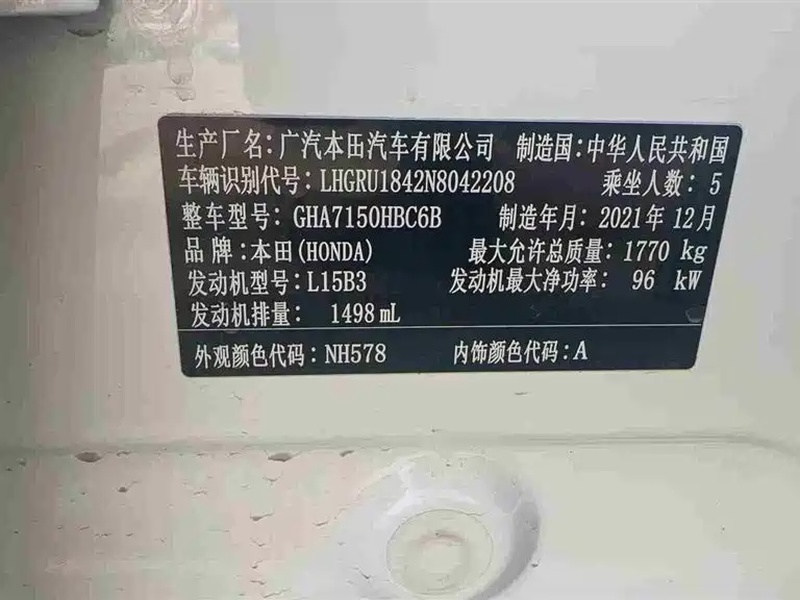 生产厂名：广汽本田汽车有限公司 制造国：中华人民共和国
车辆识别代号：LHGRU1842N8042208 乘坐人数：5
整车型号：GHA7150HBC6B 制造年月：2021年12月
品牌：本田(HONDA) 最大允许总质量：1770 kg
发动机型号：L15B3 发动机最大净功率：96 kW
发动机排量：1498 mL
外观颜色代码：NH578 内饰颜色代码：A